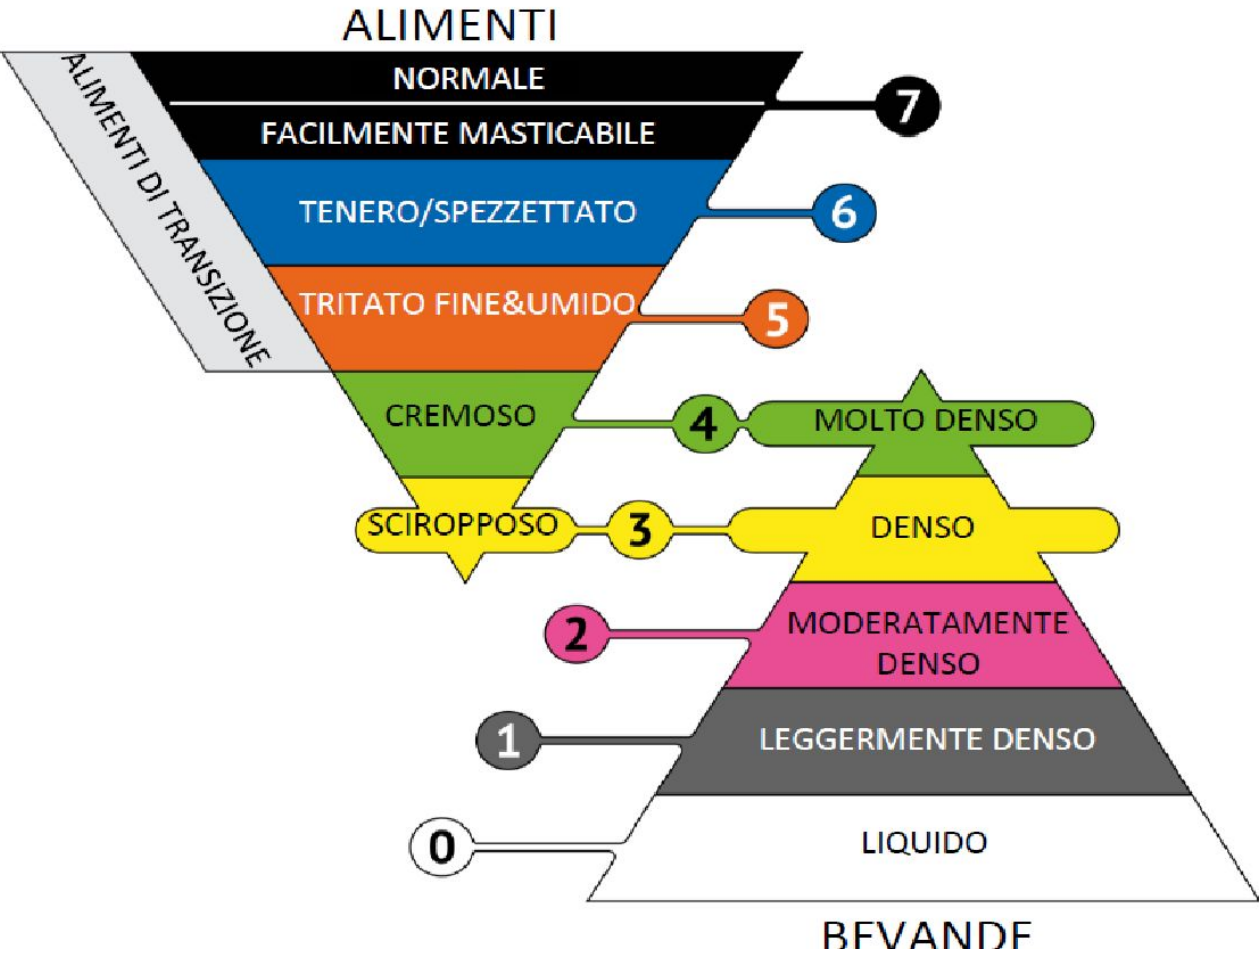 ALIMENTI
ALIMENTI DI TRANSIZIONE
NORMALE
FACILMENTE MASTICABILE
7
TENERO/SPEZZETTATO
6
TRITATO FINE&UMIDO
5
CREMOSO
4
MOLTO DENSO
SCIROPPOSO
3
DENSO
2
MODERATAMENTE
DENSO
1
LEGGERMENTE DENSO
0
LIQUIDO
BEVANDE